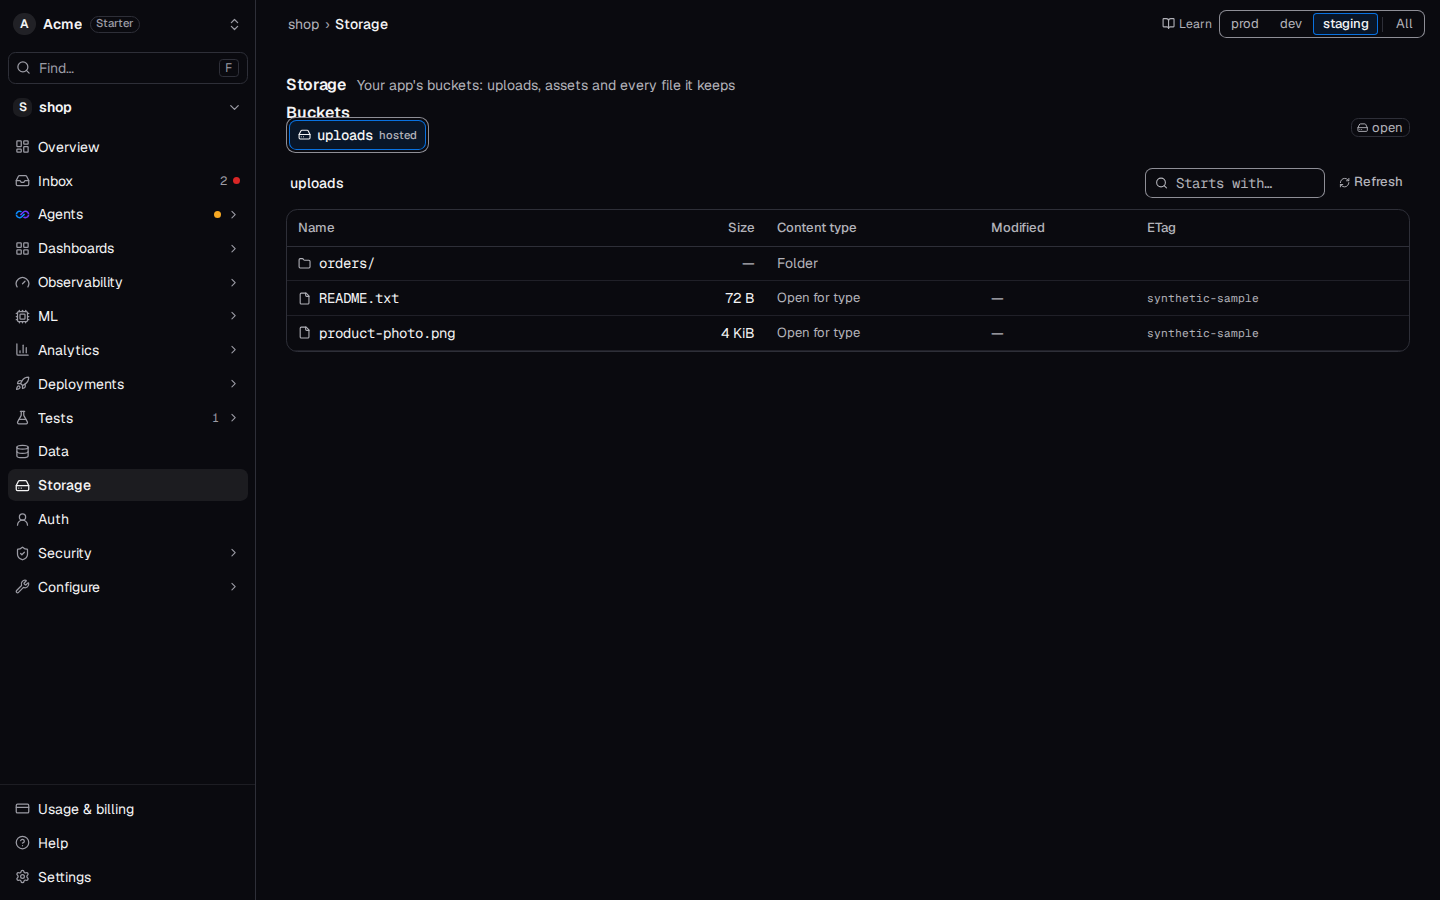 A Acme Starter
Find... F
S shop
Overview
Inbox 2
Agents
Dashboards
Observability
ML
Analytics
Deployments
Tests 1
Data
Storage
Auth
Security
Configure
Usage & billing
Help
Settings
shop › Storage
Learn prod dev staging All
Storage Your app's buckets: uploads, assets and every file it keeps
Buckets
uploads hosted
open
uploads
Starts with… Refresh
Name Size Content type Modified ETag
orders/ — Folder
README.txt 72 B Open for type — synthetic-sample
product-photo.png 4 KiB Open for type — synthetic-sample